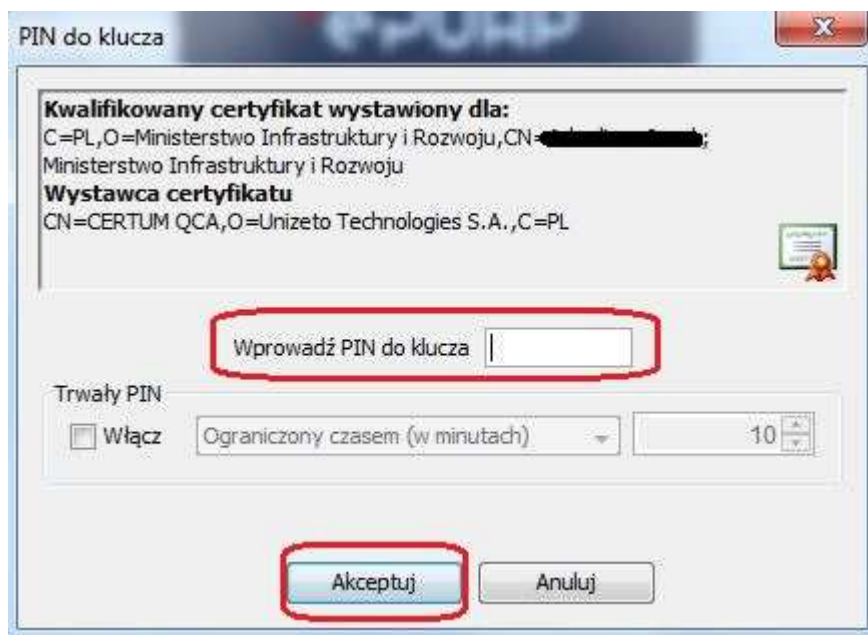 ePUAP
PIN do klucza
Kwalifikowany certyfikat wystawiony dla:
C=PL,O=Ministerstwo Infrastruktury i Rozwoju,CN=
Ministerstwo Infrastruktury i Rozwoju
Wystawca certyfikatu
CN=CERTUM QCA,O=Unizeto Technologies S.A.,C=PL
Wprowadź PIN do klucza
Trwały PIN
Włącz Ograniczony czasem (w minutach) 10
Akceptuj Anuluj